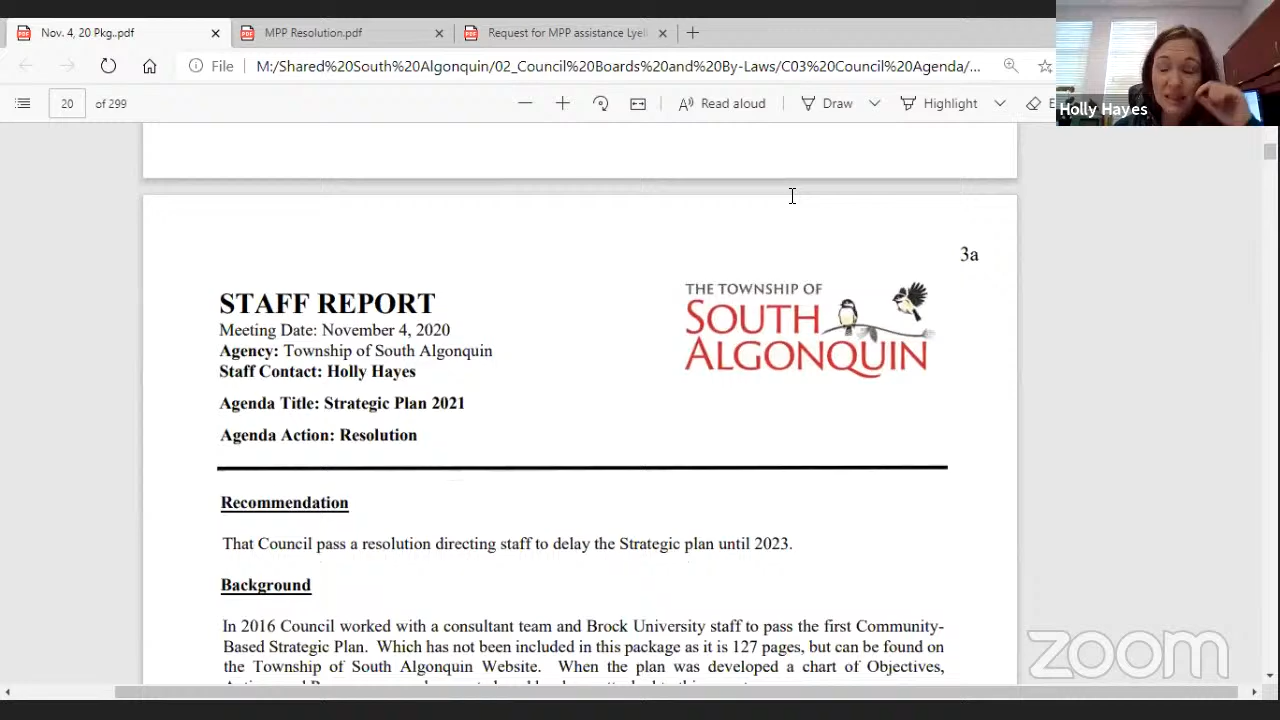 Nov. 4, 20 Pkg..pdf
MPP Resolution.pdf
Request for MPP assistance Lyell
File
M:/Shared%20South%20Algonquin/02_Council%20Boards%20and%20By-Laws/C03%20Council%20Agenda/...
20 of 299
Read aloud
Draw
Highlight
Holly Hayes
3a
STAFF REPORT
Meeting Date: November 4, 2020
Agency: Township of South Algonquin
Staff Contact: Holly Hayes
Agenda Title: Strategic Plan 2021
Agenda Action: Resolution
THE TOWNSHIP OF
SOUTH
ALGONQUIN
Recommendation
That Council pass a resolution directing staff to delay the Strategic plan until 2023.
Background
In 2016 Council worked with a consultant team and Brock University staff to pass the first Community-
Based Strategic Plan. Which has not been included in this package as it is 127 pages, but can be found on
the Township of South Algonquin Website. When the plan was developed a chart of Objectives,
zoom